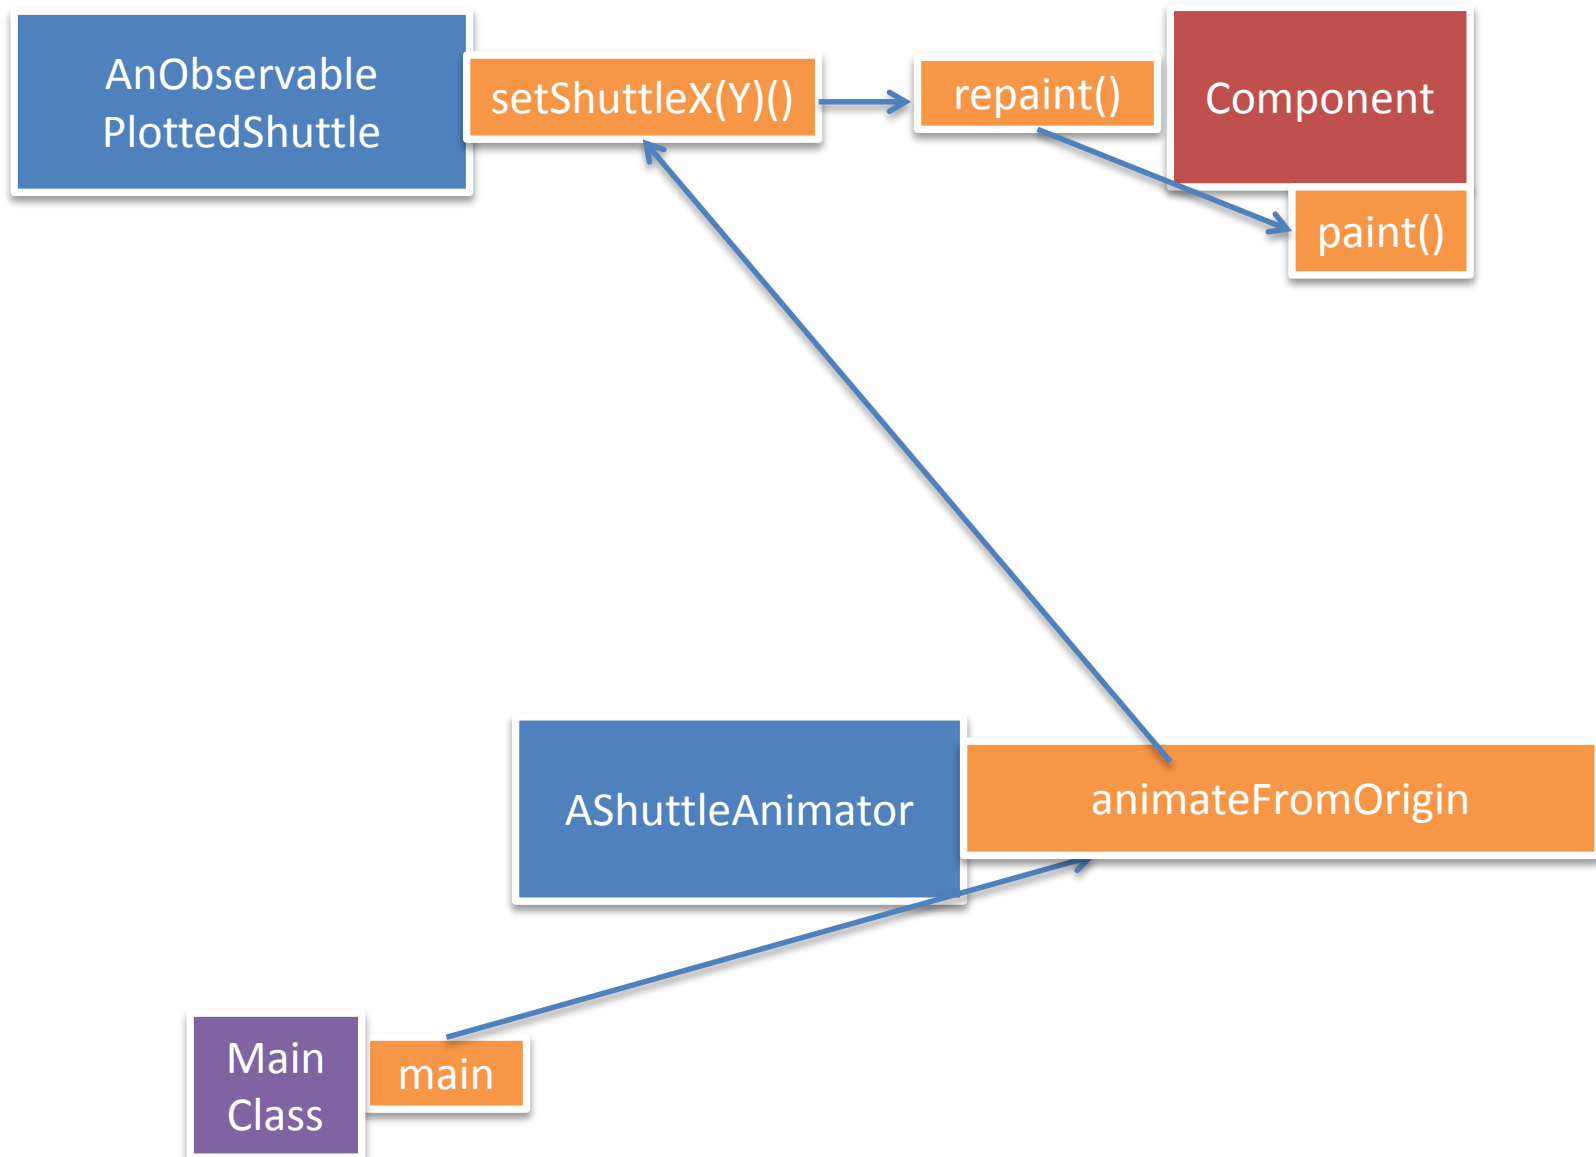 AnObservable
PlottedShuttle
setShuttleX(Y)()
repaint()
Component
paint()
AShuttleAnimator
animateFromOrigin
Main
Class
main